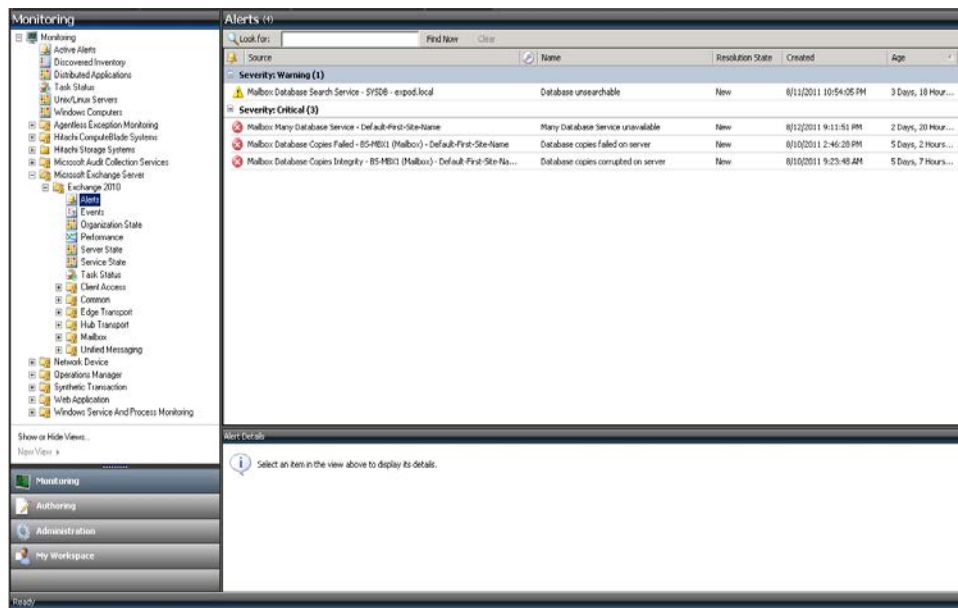 Monitoring
Monitoring
Active Alerts
Discovered Inventory
Distributed Applications
Task Status
Unix/Linux Servers
Windows Computers
Agentless Exception Monitoring
Hitachi ComputeBlade Systems
Hitachi Storage Systems
Microsoft Audit Collection Services
Microsoft Exchange Server
Exchange 2010
Alerts
Events
Organization State
Performance
Server State
Service State
Task Status
Client Access
Common
Edge Transport
Hub Transport
Mailbox
Unified Messaging
Network Device
Operations Manager
Synthetic Transaction
Web Application
Windows Service And Process Monitoring
Show or Hide Views...
New View
Monitoring
Authoring
Administration
My Workspace
Ready
Alerts (4)
Look for: Find Now Clear
Source Name Resolution State Created Age
Severity: Warning (1)
Mailbox Database Search Service - SYSDB - expod.local Database unsearchable New 8/11/2011 10:54:05 PM 3 Days, 18 Hour...
Severity: Critical (3)
Mailbox Many Database Service - Default-First-Site-Name Many Database Service unavailable New 8/12/2011 9:11:51 PM 2 Days, 20 Hour...
Mailbox Database Copies Failed - BS-MBX1 (Mailbox) - Default-First-Site-Name Database copies failed on server New 8/10/2011 2:46:28 PM 5 Days, 2 Hours...
Mailbox Database Copies Integrity - BS-MBX1 (Mailbox) - Default-First-Site-Na... Database copies corrupted on server New 8/10/2011 9:23:48 AM 5 Days, 7 Hours...
Alert Details
Select an item in the view above to display its details.